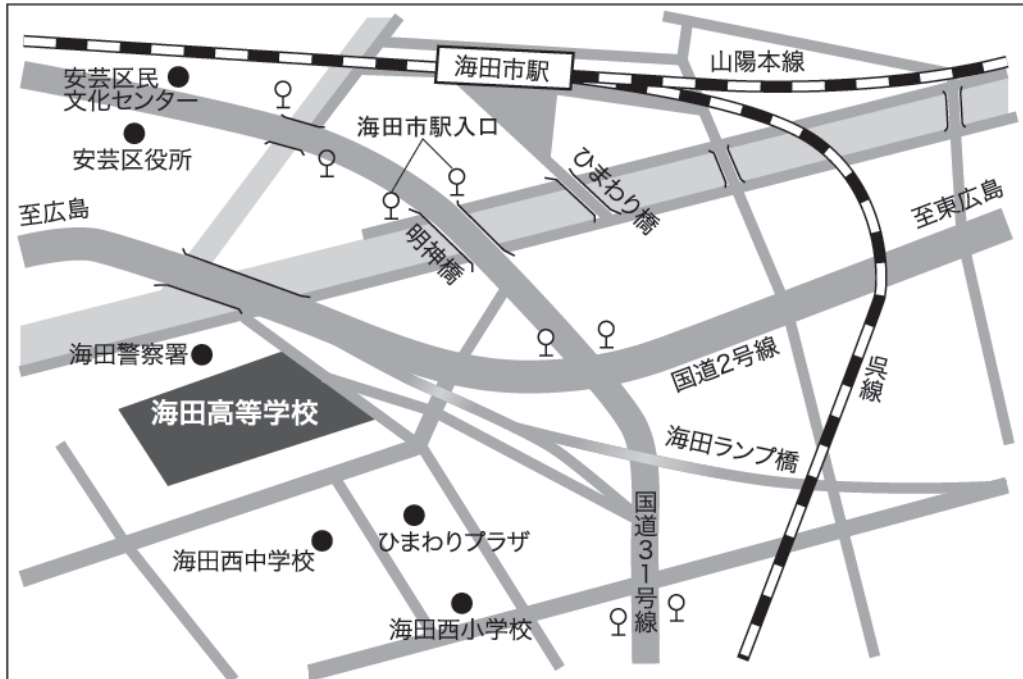 海田市駅
山陽本線
安芸区民
文化センター
海田市駅入口
安芸区役所
ひまわり橋
至広島
至東広島
明神橋
海田警察署
国道2号線
呉線
海田高等学校
海田ランプ橋
国道31号線
ひまわりプラザ
海田西中学校
海田西小学校